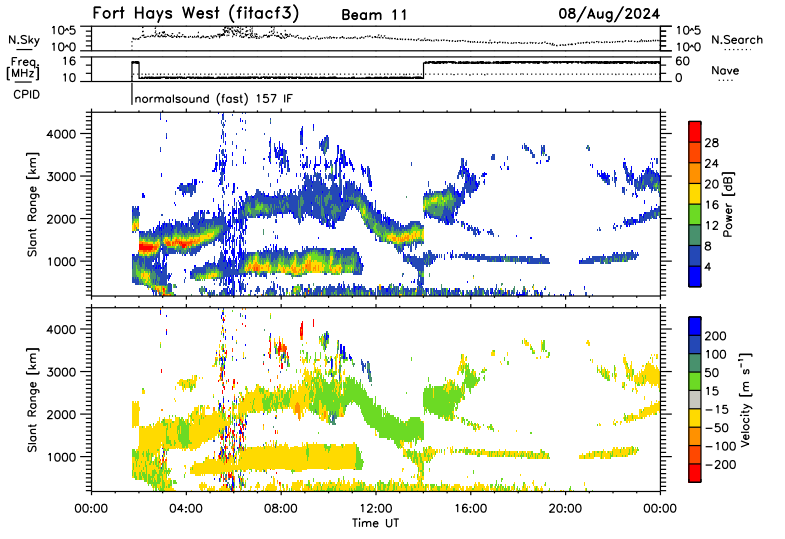 Fort Hays West (fitacf3) Beam 11 08/Aug/2024
N.Sky 10^5 10^0 10^5 10^0 N.Search
Freq. [MHz] 16 10 60 0 Nave
CPID normalsound (fast) 157 IF
Slant Range [km] 4000 3000 2000 1000
28 24 20 16 12 8 4 Power [dB]
Slant Range [km] 4000 3000 2000 1000
200 100 50 15 -15 -50 -100 -200 Velocity [m s⁻¹]
00:00 04:00 08:00 12:00 16:00 20:00 00:00
Time UT